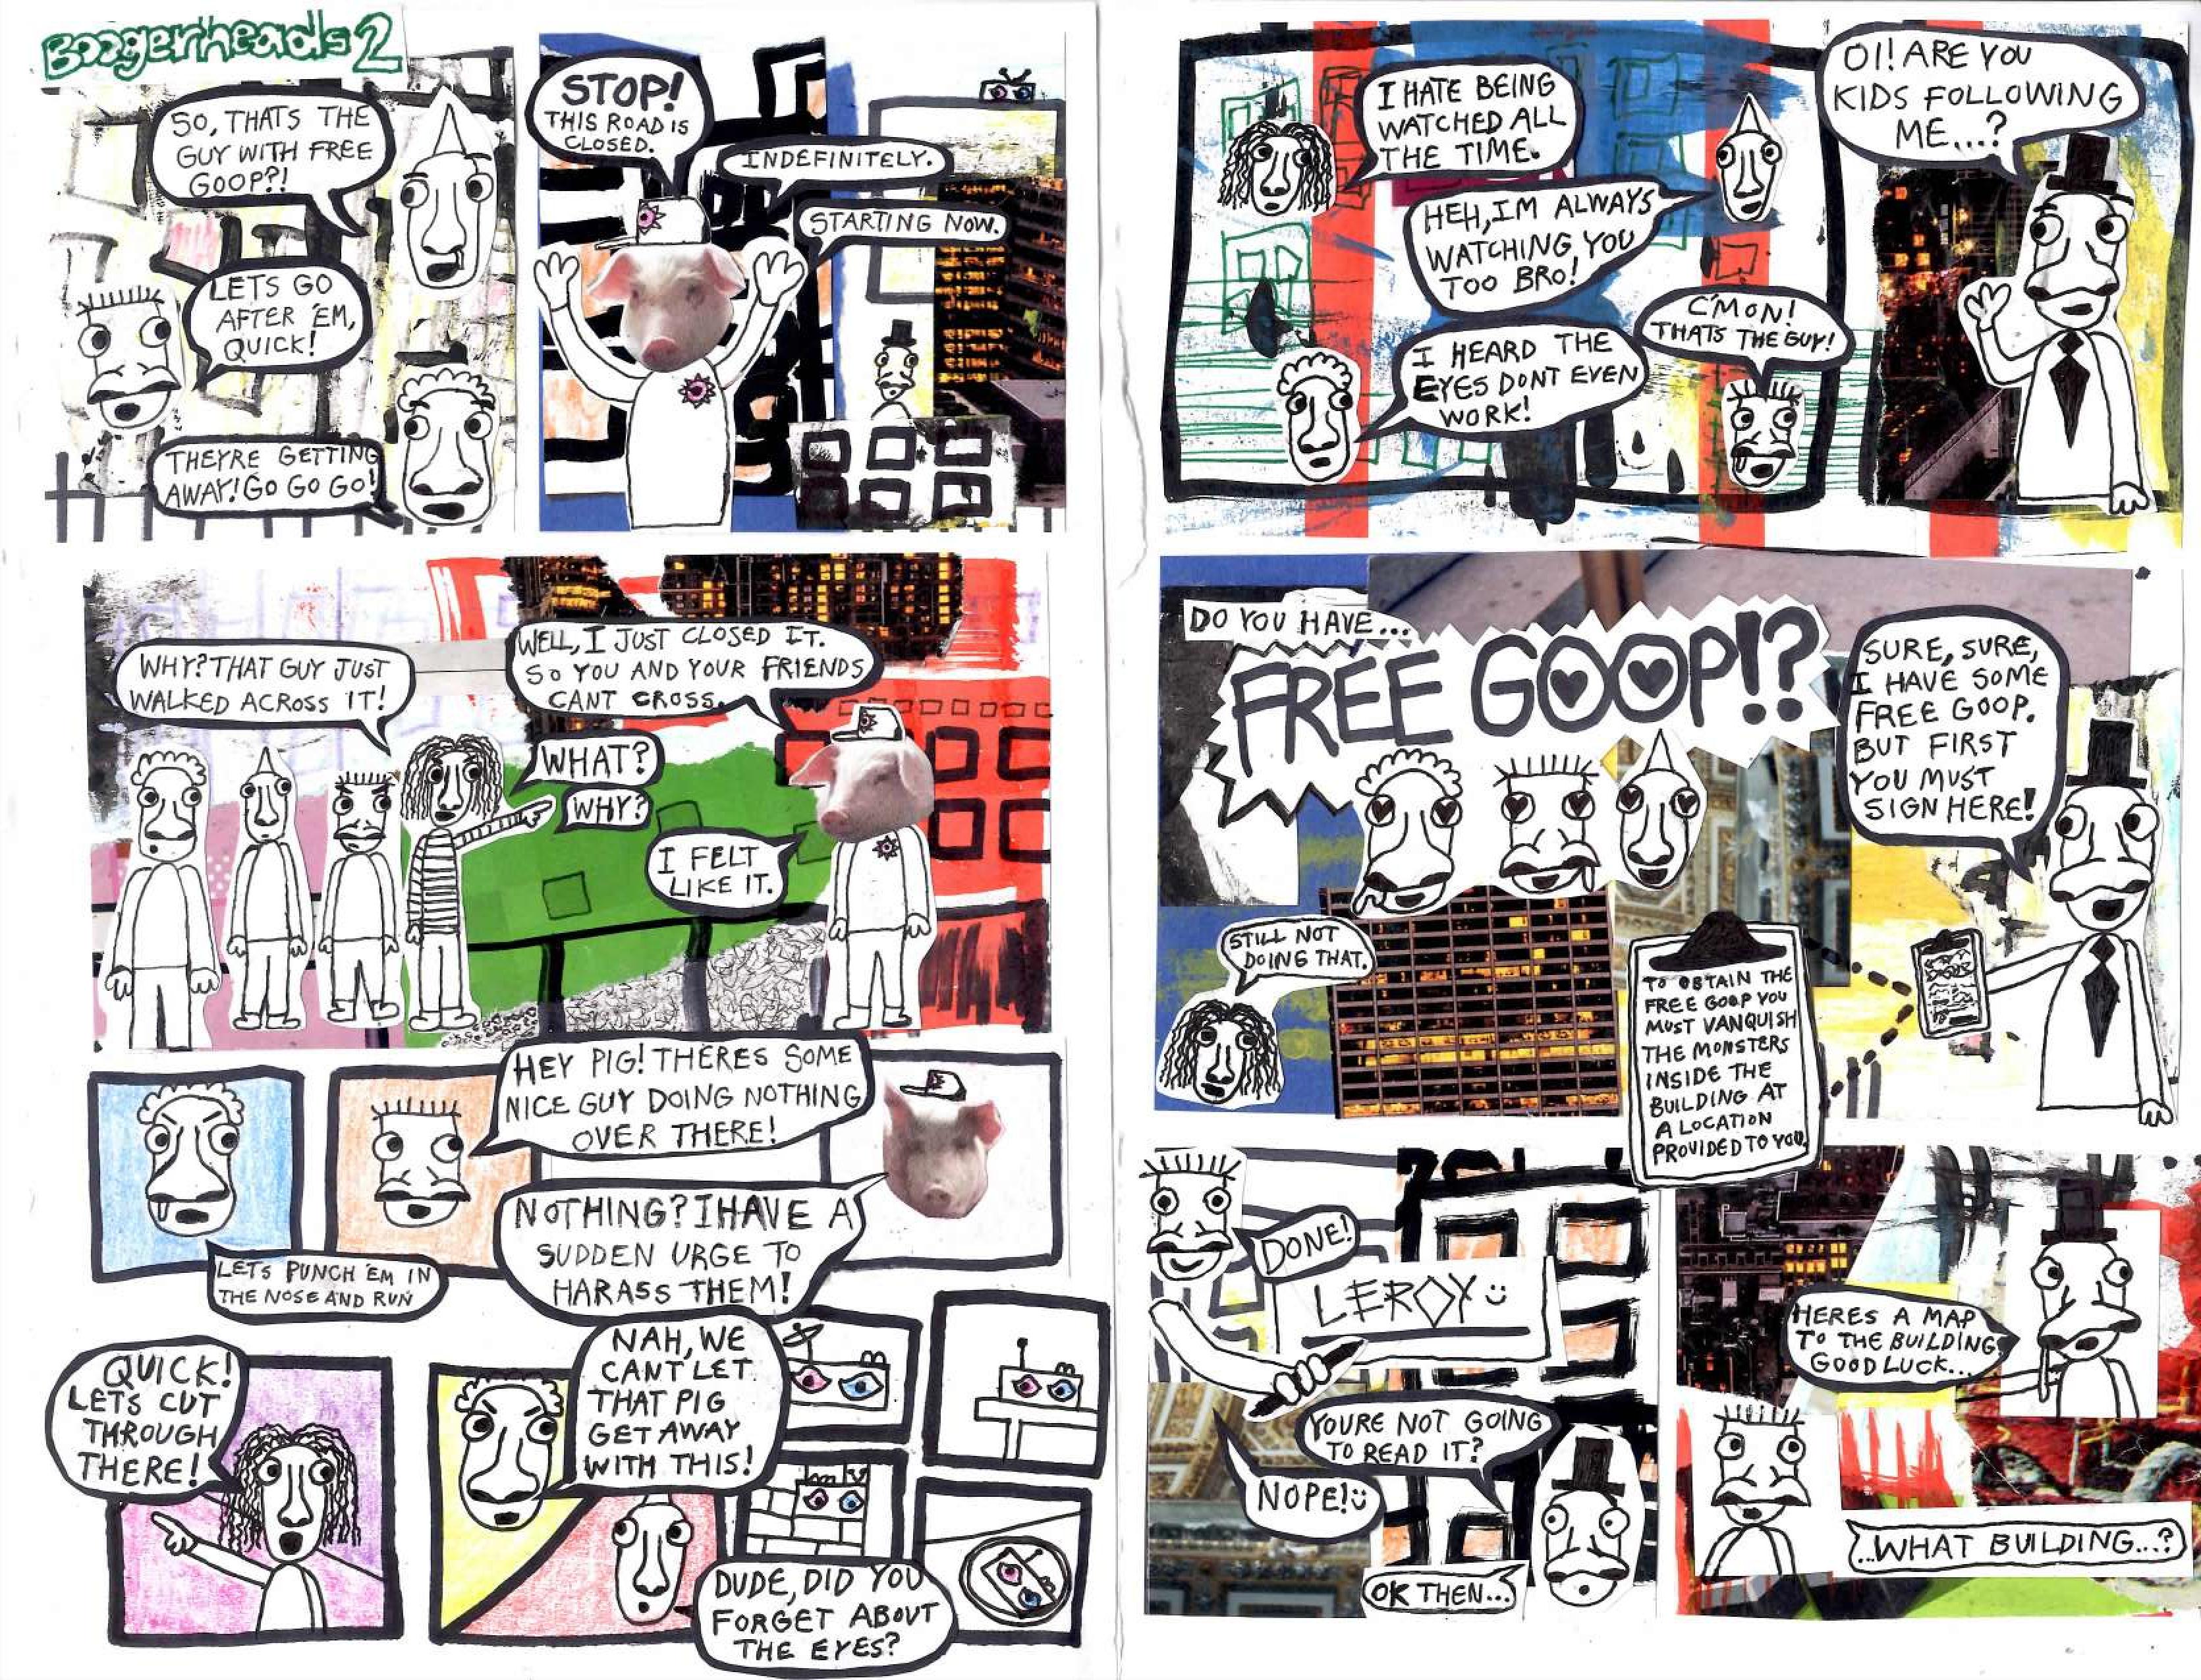 Boogerheads 2
SO, THATS THE
GUY WITH FREE
GOOP?!
LETS GO
AFTER 'EM,
QUICK!
THEYRE GETTING
AWAY! GO GO GO!
STOP!
THIS ROAD IS
CLOSED.
INDEFINITELY.
STARTING NOW.
WHY? THAT GUY JUST
WALKED ACROSS IT!
WELL, I JUST CLOSED IT.
SO YOU AND YOUR FRIENDS
CANT CROSS.
WHAT?
WHY?
I FELT
LIKE IT.
HEY PIG! THERES SOME
NICE GUY DOING NOTHING
OVER THERE!
NOTHING? I HAVE A
SUDDEN URGE TO
HARASS THEM!
LETS PUNCH 'EM IN
THE NOSE AND RUN
QUICK!
LETS CUT
THROUGH
THERE!
NAH, WE
CANT LET
THAT PIG
GET AWAY
WITH THIS!
DUDE, DID YOU
FORGET ABOUT
THE EYES?
I HATE BEING
WATCHED ALL
THE TIME.
HEH, IM ALWAYS
WATCHING, YOU
TOO BRO!
I HEARD THE
EYES DONT EVEN
WORK!
C'MON!
THATS THE GUY!
OI! ARE YOU
KIDS FOLLOWING
ME...?
DO YOU HAVE...
FREE GOOP!?
SURE, SURE,
I HAVE SOME
FREE GOOP.
BUT FIRST
YOU MUST
SIGN HERE!
STILL NOT
DOING THAT.
TO OBTAIN THE
FREE GOOP YOU
MUST VANQUISH
THE MONSTERS
INSIDE THE
BUILDING AT
A LOCATION
PROVIDED TO YOU.
DONE!
LEROY
YOURE NOT GOING
TO READ IT?
NOPE!
OK THEN...
HERES A MAP
TO THE BUILDING
GOOD LUCK...
...WHAT BUILDING...?